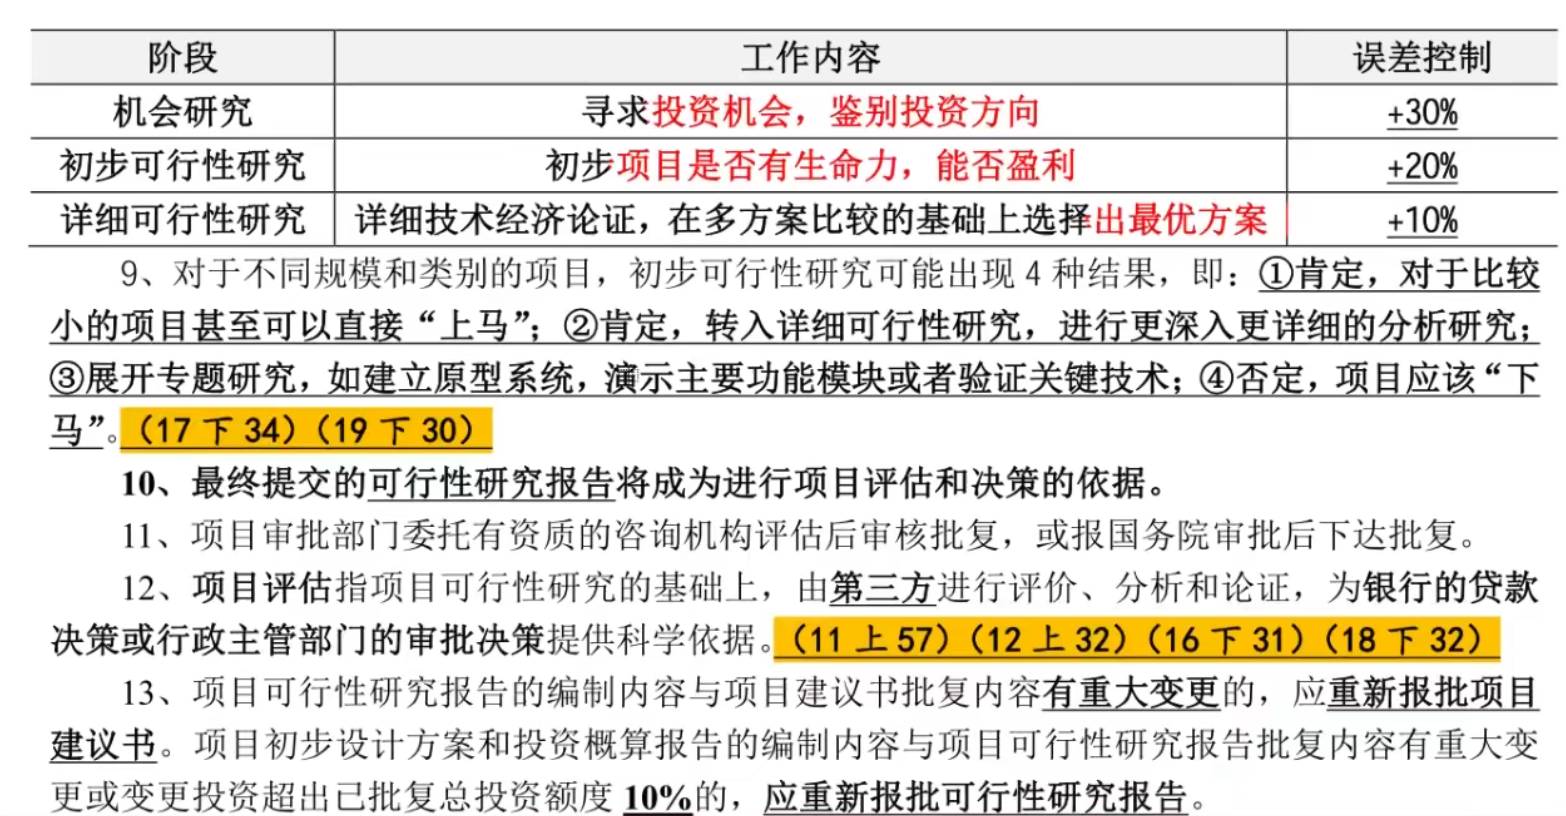 阶段 工作内容 误差控制
机会研究 寻求投资机会，鉴别投资方向 +30%
初步可行性研究 初步项目是否有生命力，能否盈利 +20%
详细可行性研究 详细技术经济论证，在多方案比较的基础上选择出最优方案 +10%
9、对于不同规模和类别的项目，初步可行性研究可能出现 4 种结果，即：①肯定，对于比较
小的项目甚至可以直接“上马”；②肯定，转入详细可行性研究，进行更深入更详细的分析研究；
③展开专题研究，如建立原型系统，演示主要功能模块或者验证关键技术；④否定，项目应该“下
马”。（17 下 34）（19 下 30）
10、最终提交的可行性研究报告将成为进行项目评估和决策的依据。
11、项目审批部门委托有资质的咨询机构评估后审核批复，或报国务院审批后下达批复。
12、项目评估指项目可行性研究的基础上，由第三方进行评价、分析和论证，为银行的贷款
决策或行政主管部门的审批决策提供科学依据。（11 上 57）（12 上 32）（16 下 31）（18 下 32）
13、项目可行性研究报告的编制内容与项目建议书批复内容有重大变更的，应重新报批项目
建议书。项目初步设计方案和投资概算报告的编制内容与项目可行性研究报告批复内容有重大变
更或变更投资超出已批复总投资额度 10%的，应重新报批可行性研究报告。